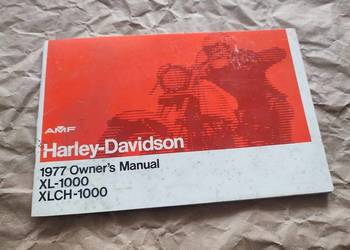 AMF
Harley-Davidson
1977 Owner's Manual
XL-1000
XLCH-1000